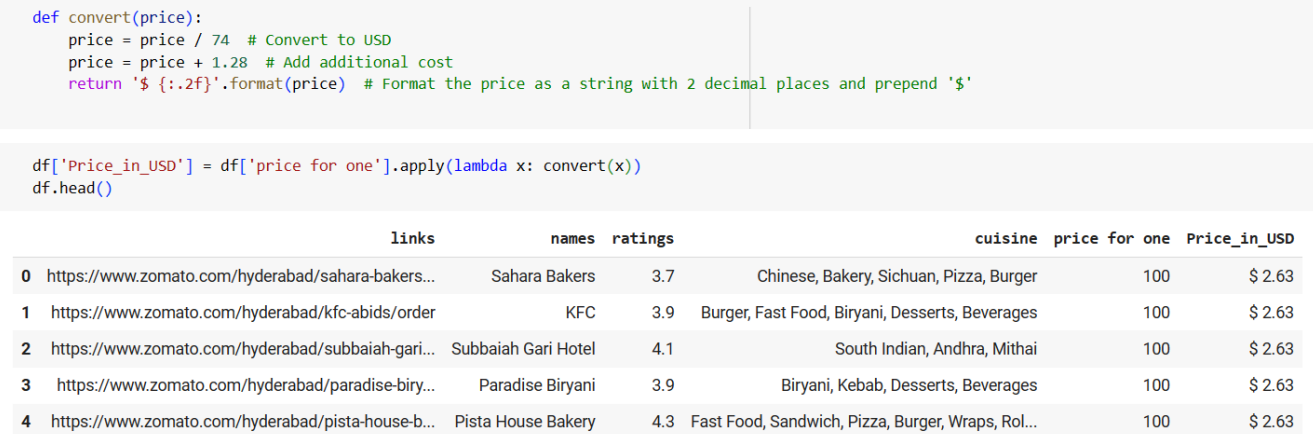 def convert(price):
    price = price / 74  # Convert to USD
    price = price + 1.28  # Add additional cost
    return '$ {:.2f}'.format(price)  # Format the price as a string with 2 decimal places and prepend '$'
df['Price_in_USD'] = df['price for one'].apply(lambda x: convert(x))
df.head()
links names ratings cuisine price for one Price_in_USD
0 https://www.zomato.com/hyderabad/sahara-bakers... Sahara Bakers 3.7 Chinese, Bakery, Sichuan, Pizza, Burger 100 $ 2.63
1 https://www.zomato.com/hyderabad/kfc-abids/order KFC 3.9 Burger, Fast Food, Biryani, Desserts, Beverages 100 $ 2.63
2 https://www.zomato.com/hyderabad/subbaiah-gari... Subbaiah Gari Hotel 4.1 South Indian, Andhra, Mithai 100 $ 2.63
3 https://www.zomato.com/hyderabad/paradise-biry... Paradise Biryani 3.9 Biryani, Kebab, Desserts, Beverages 100 $ 2.63
4 https://www.zomato.com/hyderabad/pista-house-b... Pista House Bakery 4.3 Fast Food, Sandwich, Pizza, Burger, Wraps, Rol... 100 $ 2.63